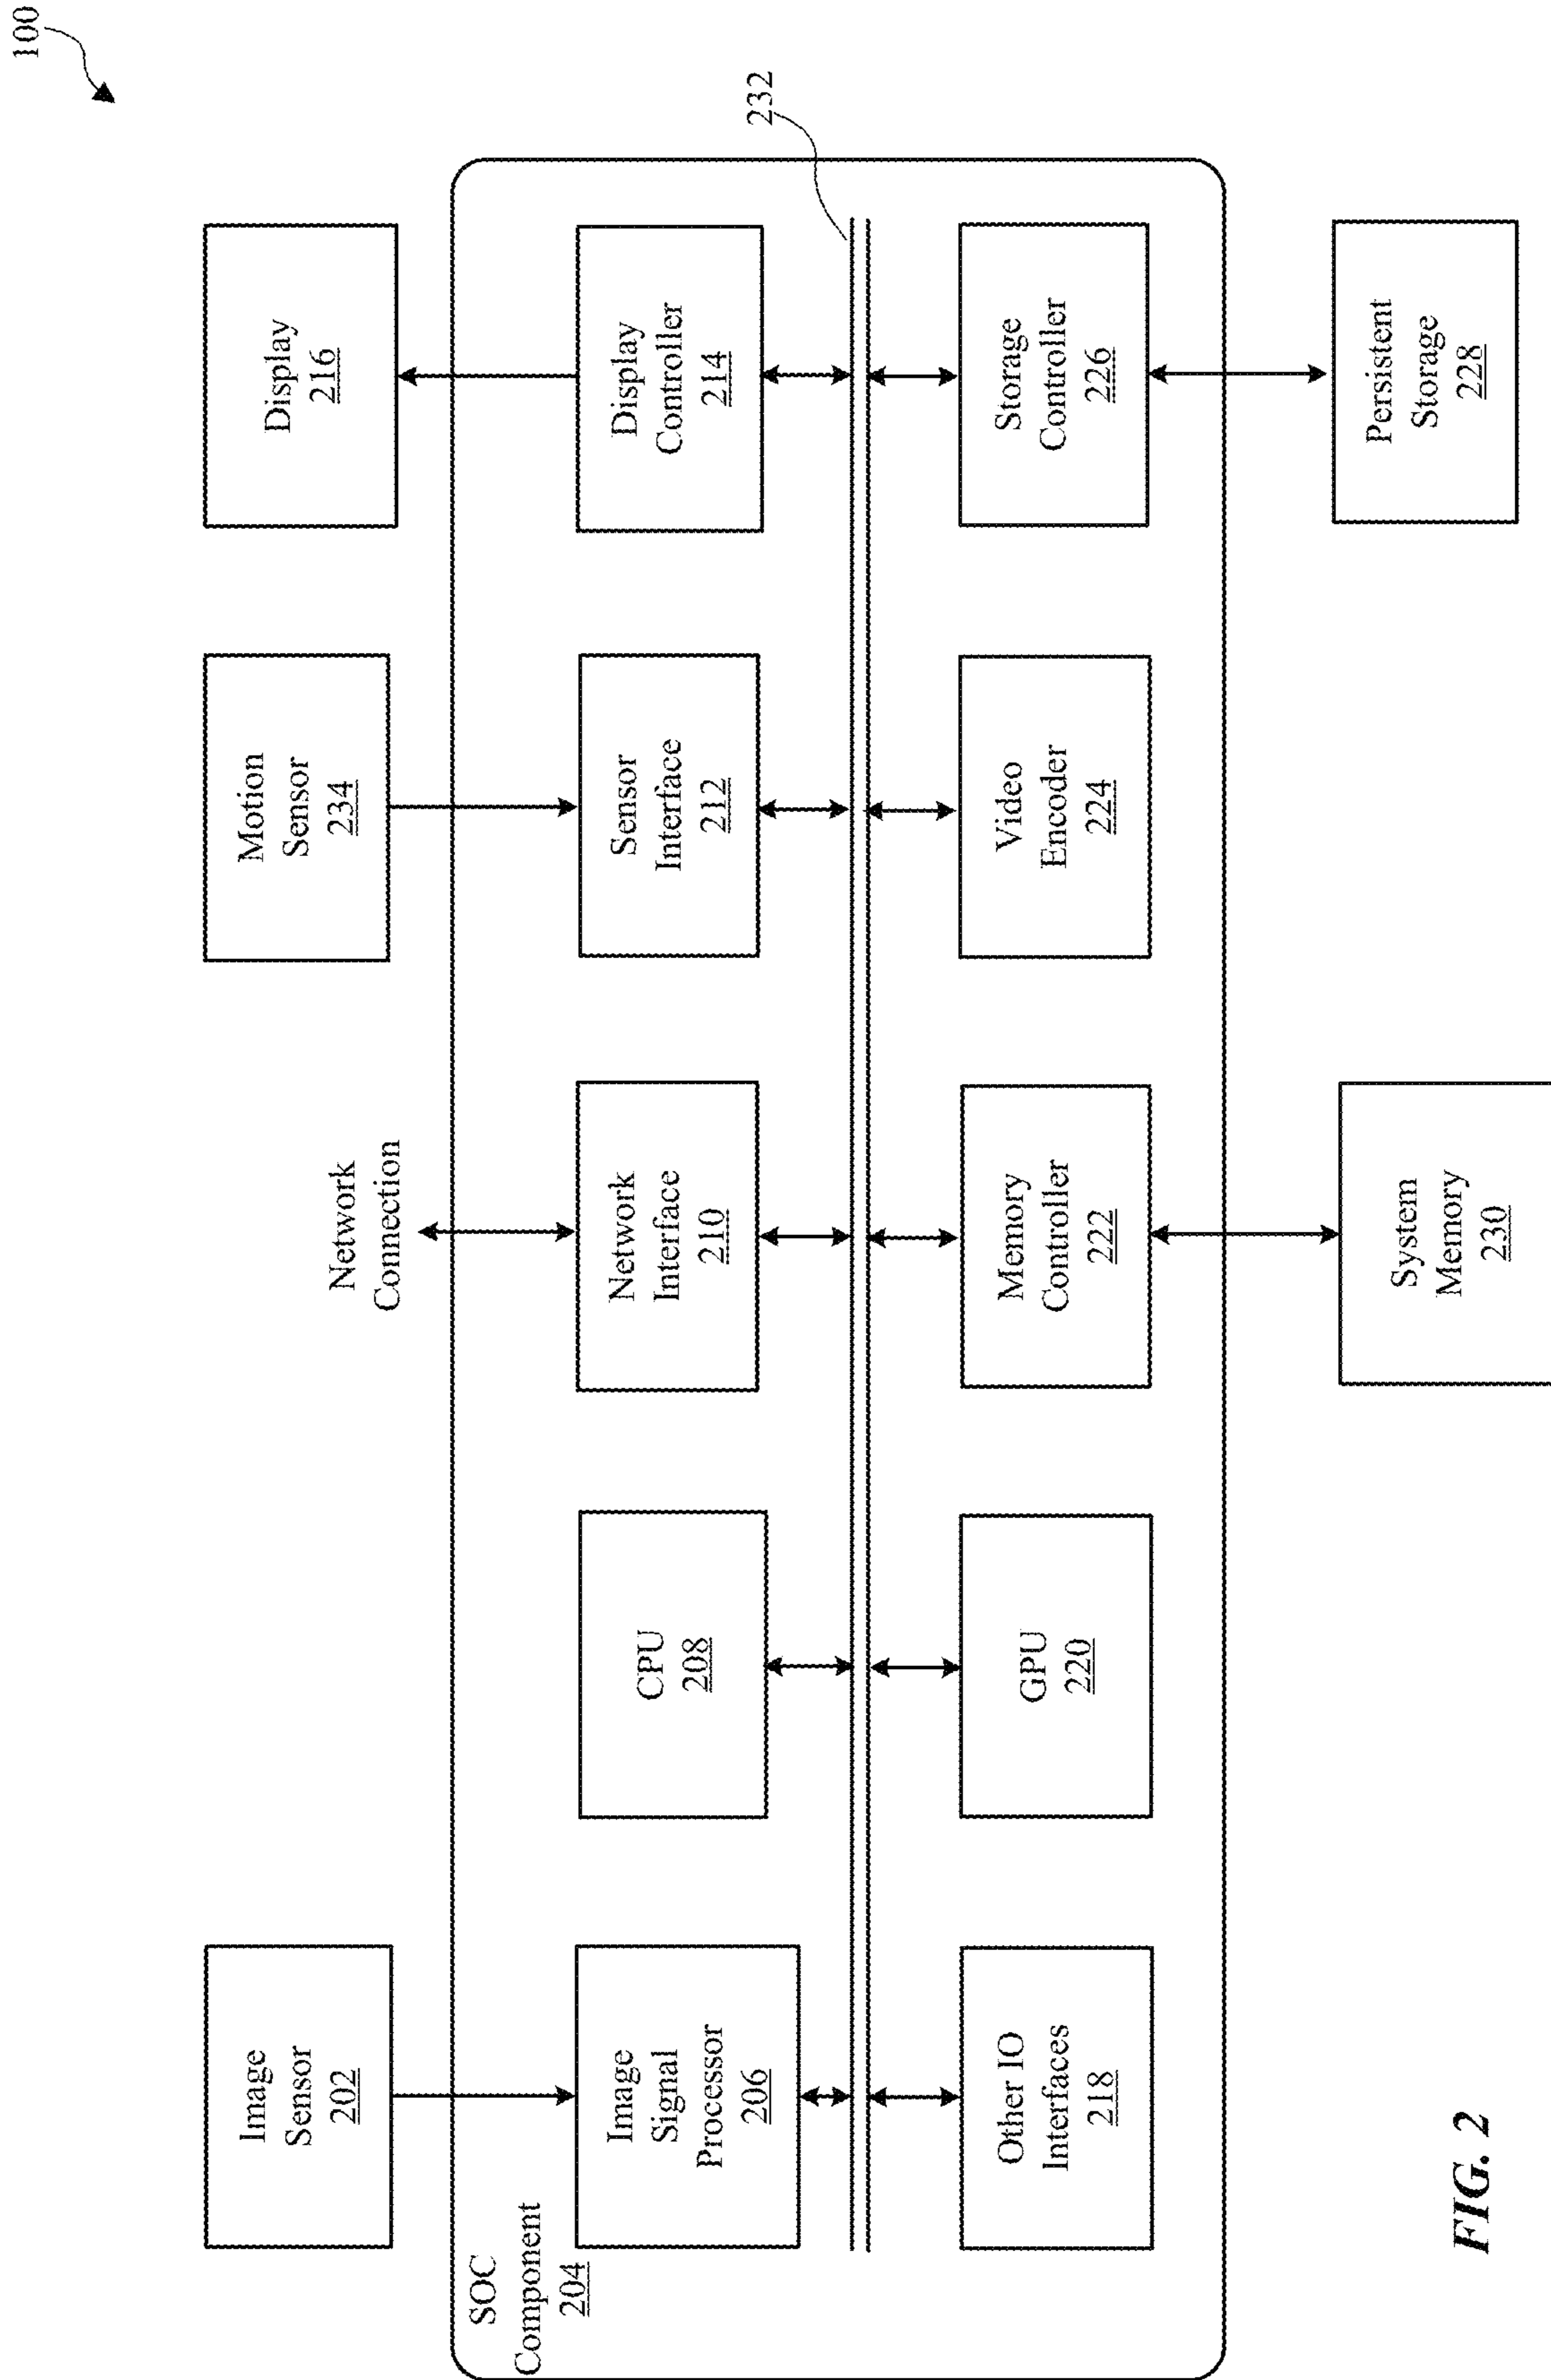 100
Image
Sensor
202
Motion
Sensor
234
Display
216
Network
Connection
SOC
Component
204
Image
Signal
Processor
206
CPU
208
Network
Interface
210
Sensor
Interface
212
Display
Controller
214
232
Other IO
Interfaces
218
GPU
220
Memory
Controller
222
Video
Encoder
224
Storage
Controller
226
System
Memory
230
Persistent
Storage
228
FIG. 2